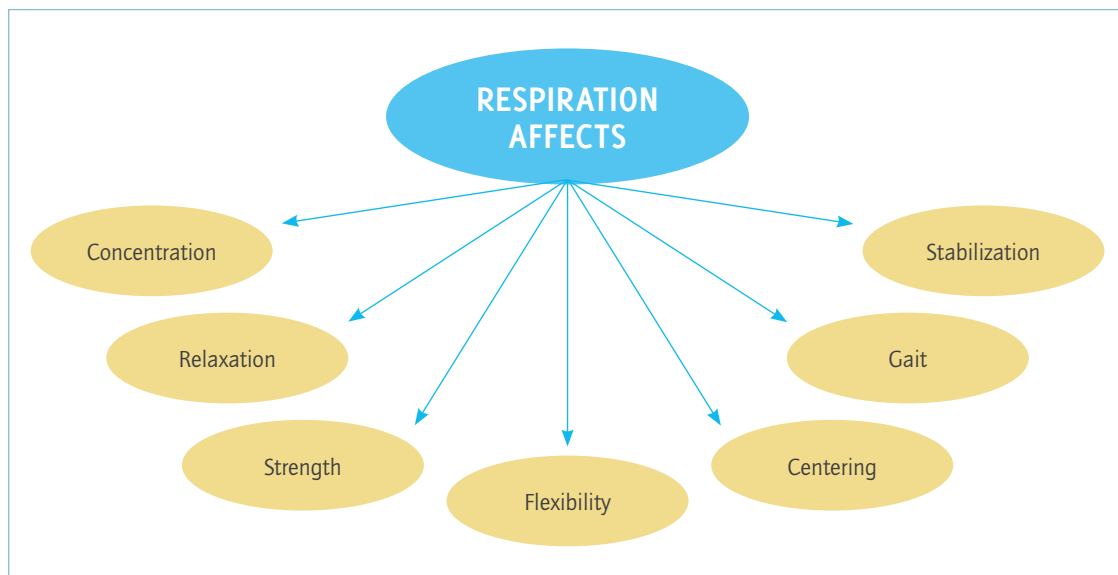 RESPIRATION
AFFECTS
Concentration
Stabilization
Relaxation
Gait
Strength
Centering
Flexibility